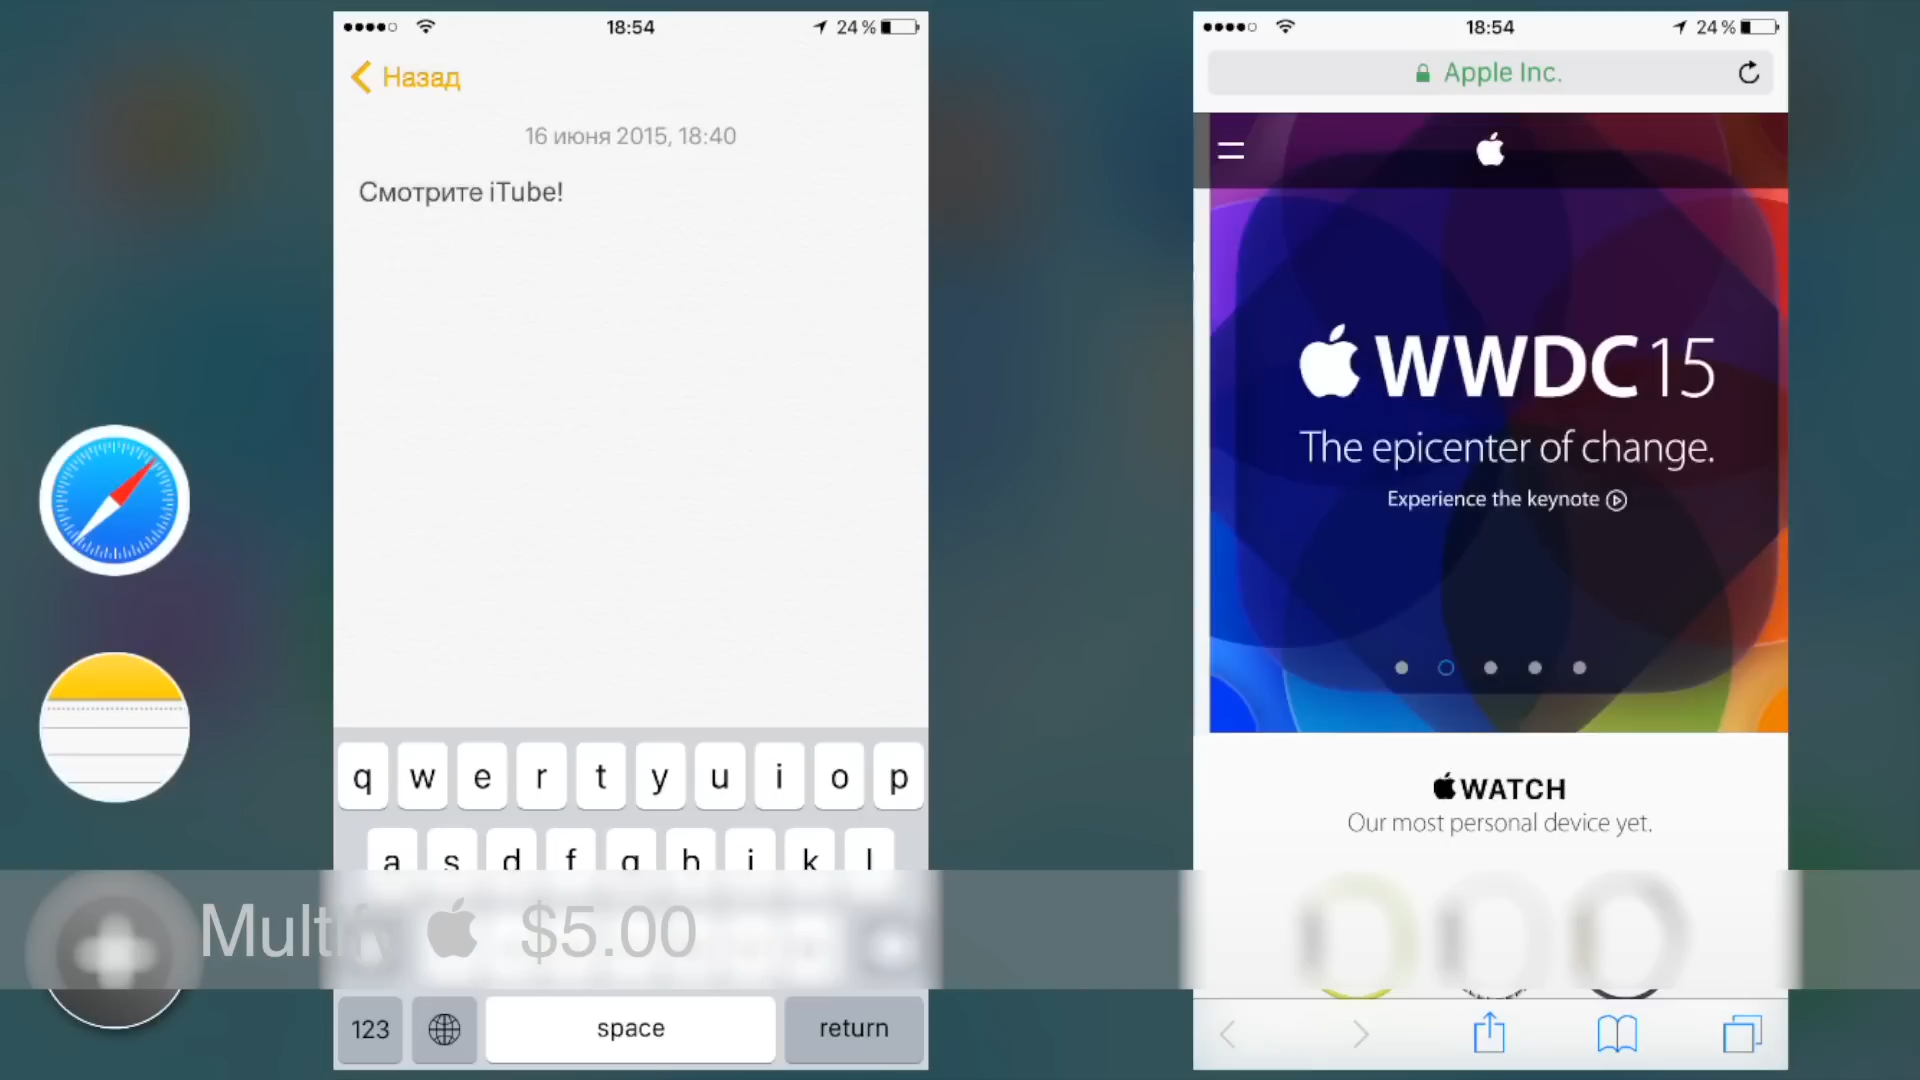 18:54
24 %
Назад
16 июня 2015, 18:40
Смотрите iTube!
q w e r t y u i o p
a s d f g h j k l
$5.00
123
space
return
18:54
24 %
Apple Inc.
WWDC15
The epicenter of change.
Experience the keynote
WATCH
Our most personal device yet.